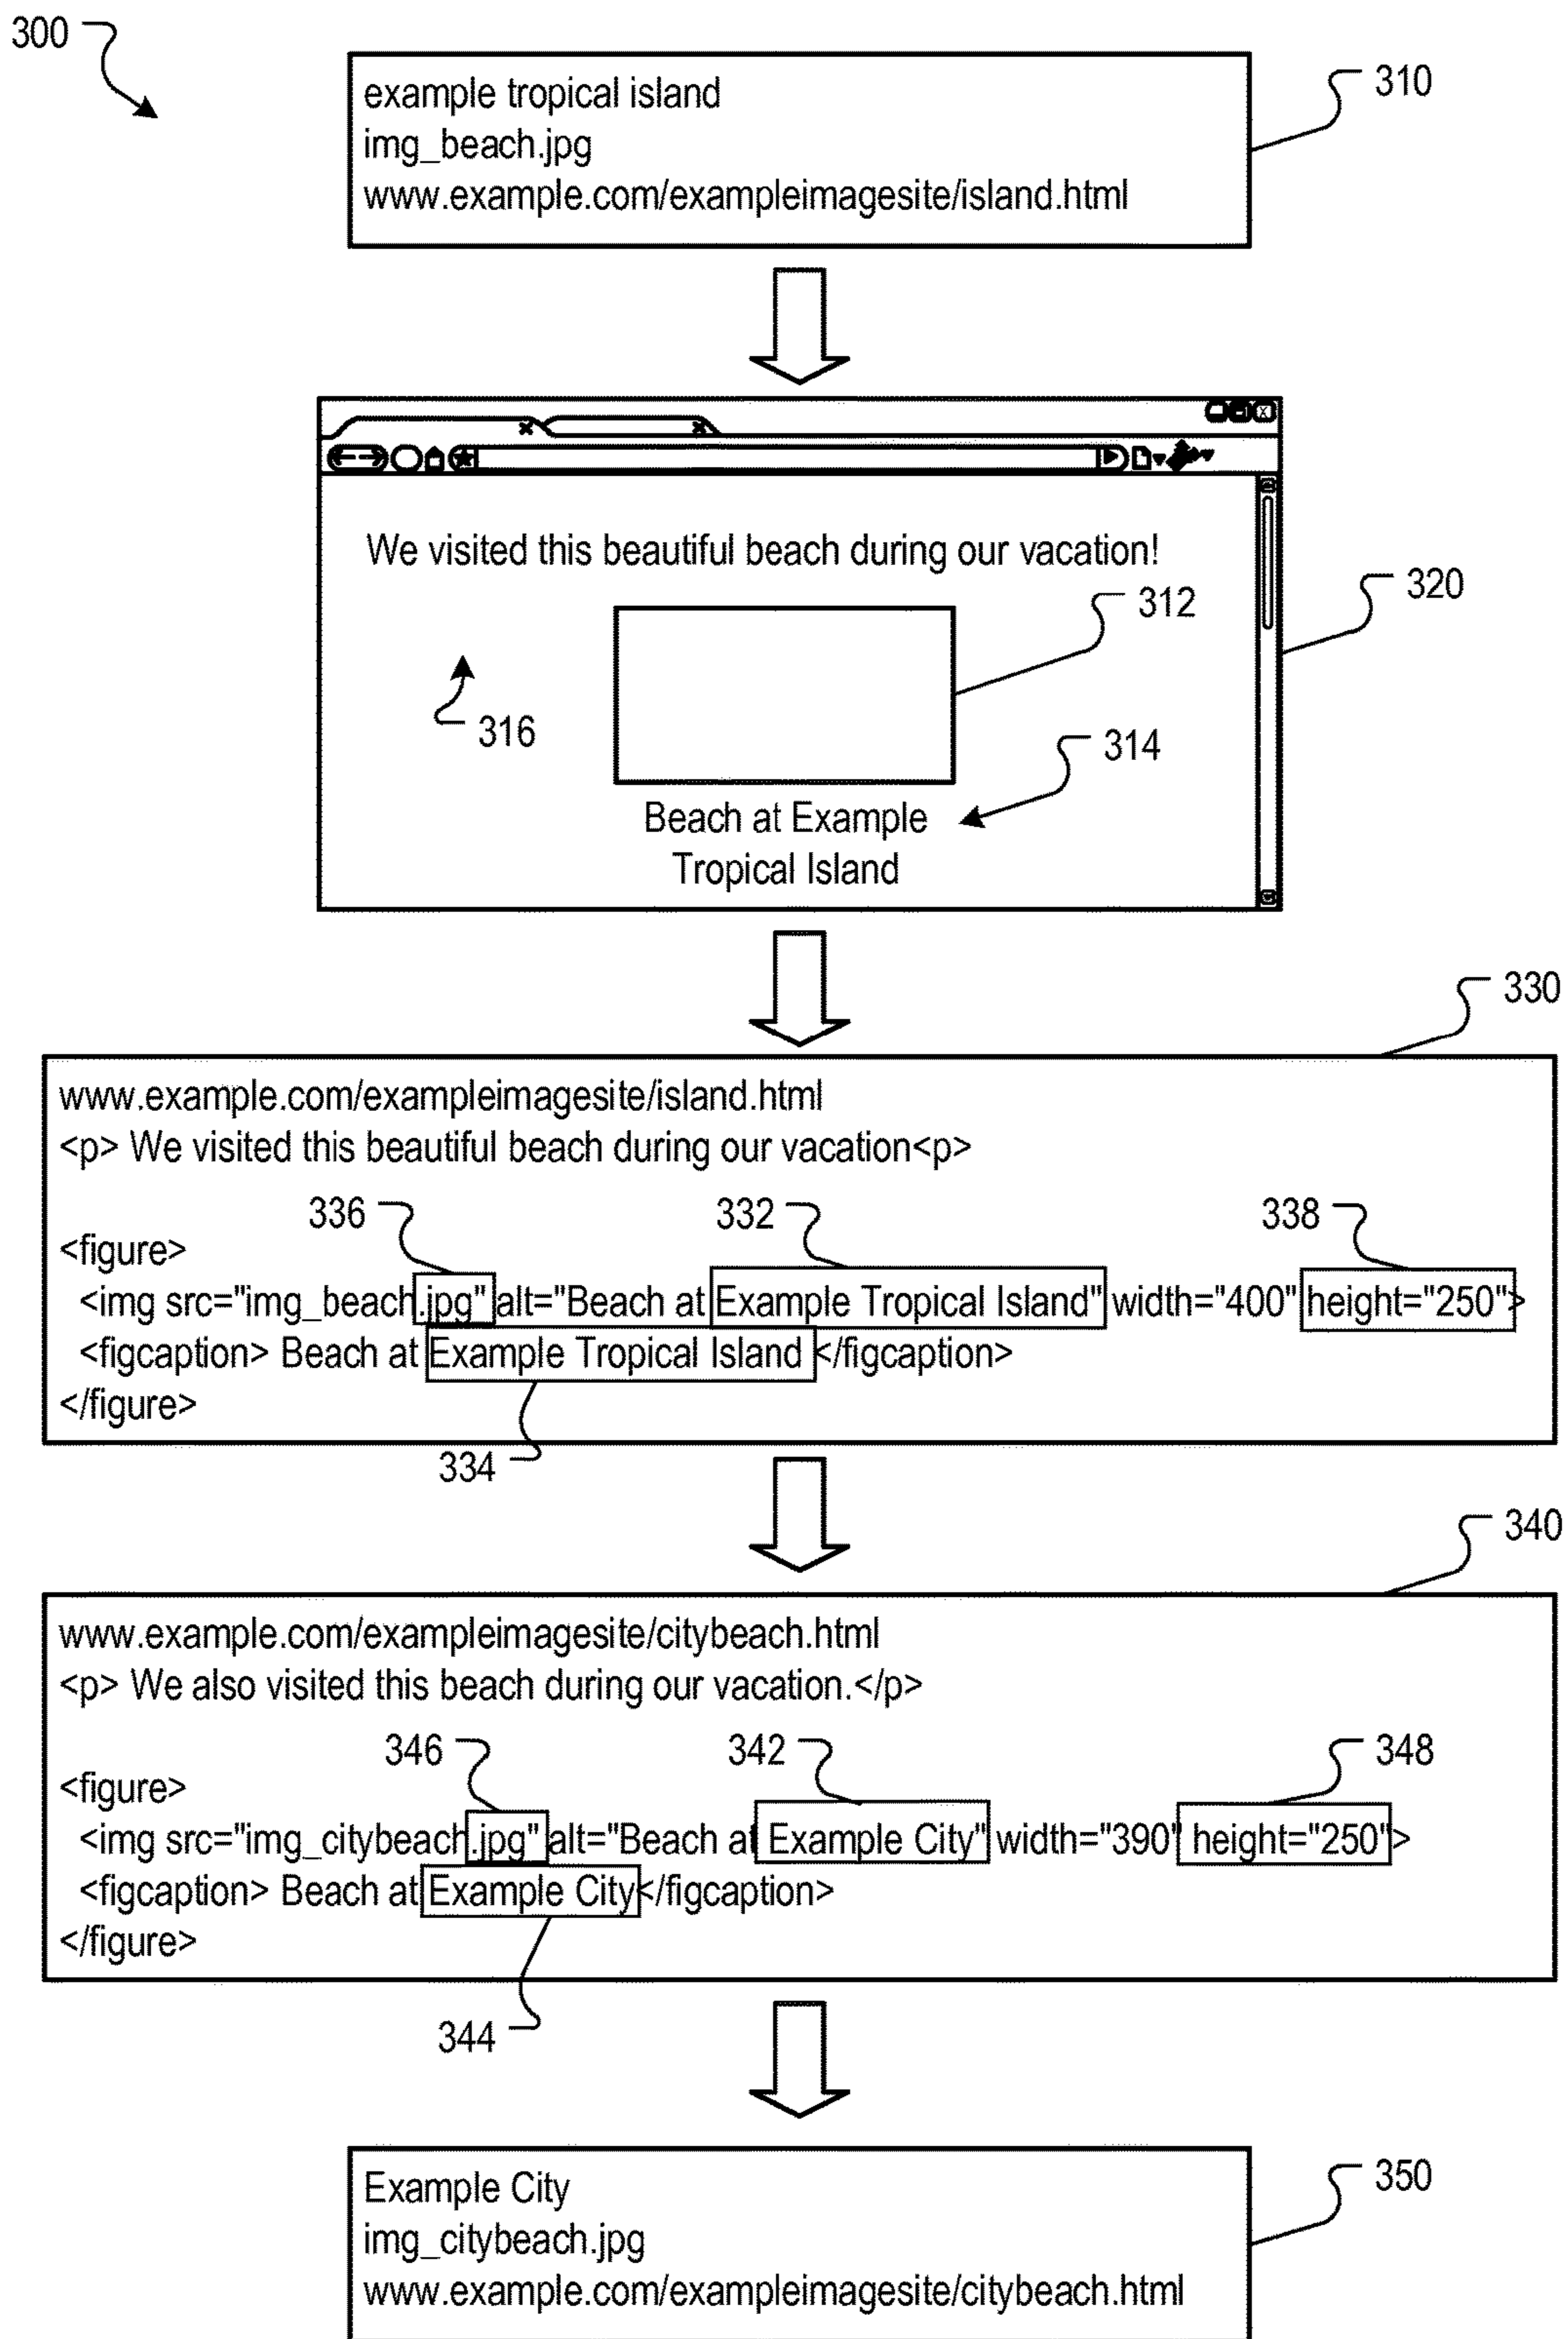 300
example tropical island
img_beach.jpg
www.example.com/exampleimagesite/island.html
310
We visited this beautiful beach during our vacation!
312
320
316
314
Beach at Example
Tropical Island
330
www.example.com/exampleimagesite/island.html
<p> We visited this beautiful beach during our vacation<p>
336 332 338
<figure>
<img src="img_beach.jpg" alt="Beach at Example Tropical Island" width="400" height="250">
<figcaption> Beach at Example Tropical Island </figcaption>
</figure>
334
340
www.example.com/exampleimagesite/citybeach.html
<p> We also visited this beach during our vacation.</p>
346 342 348
<figure>
<img src="img_citybeach.jpg" alt="Beach at Example City" width="390" height="250">
<figcaption> Beach at Example City</figcaption>
</figure>
344
Example City
img_citybeach.jpg
www.example.com/exampleimagesite/citybeach.html
350